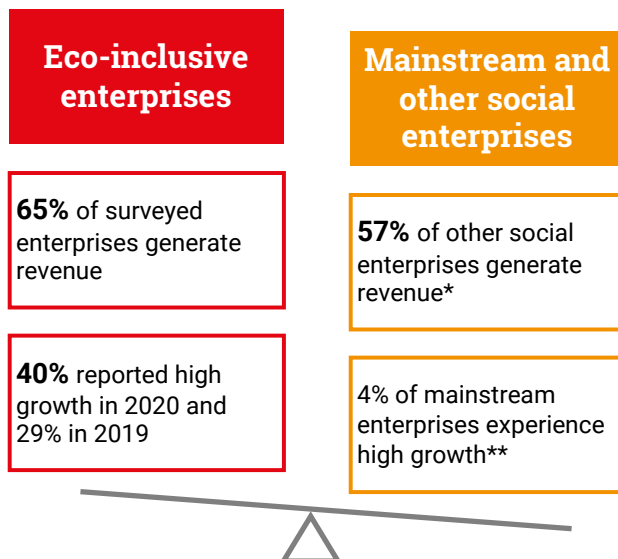 Eco-inclusive
enterprises
65% of surveyed
enterprises generate
revenue
40% reported high
growth in 2020 and
29% in 2019
Mainstream and
other social
enterprises
57% of other social
enterprises generate
revenue*
4% of mainstream
enterprises experience
high growth**